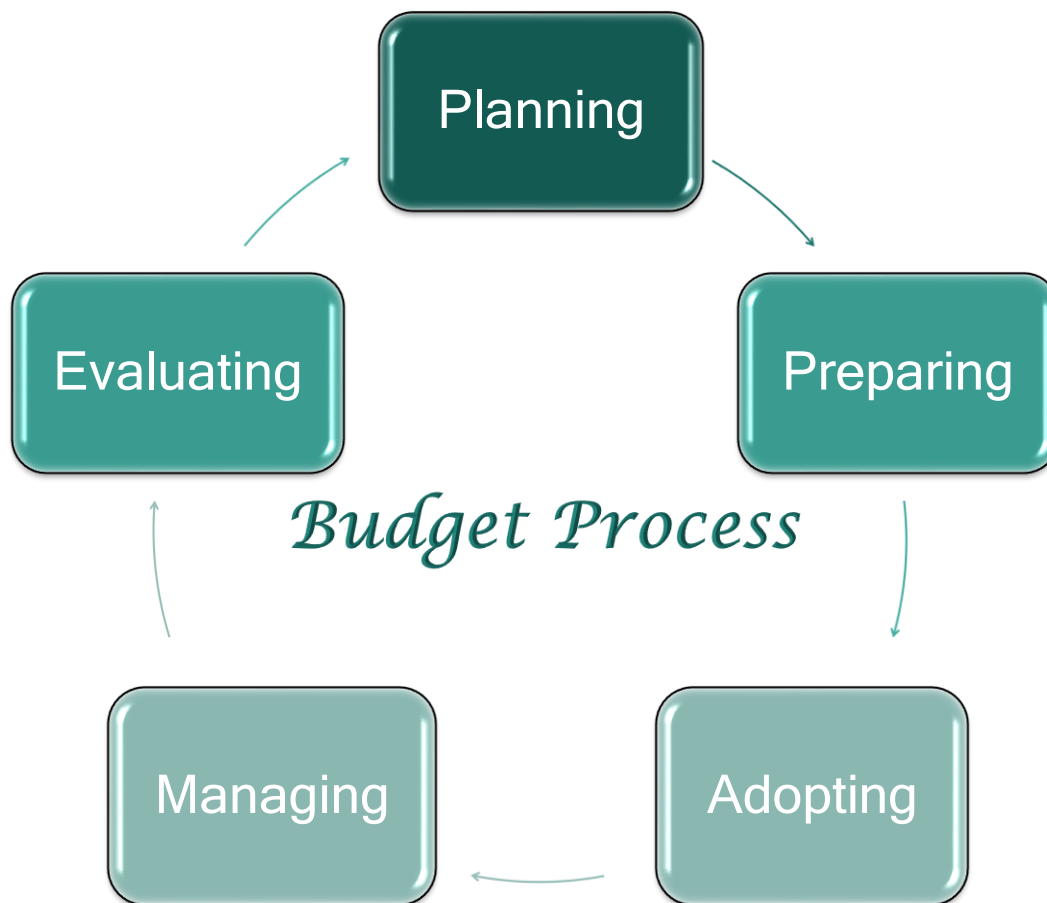 Planning
Preparing
Evaluating
Budget Process
Managing
Adopting